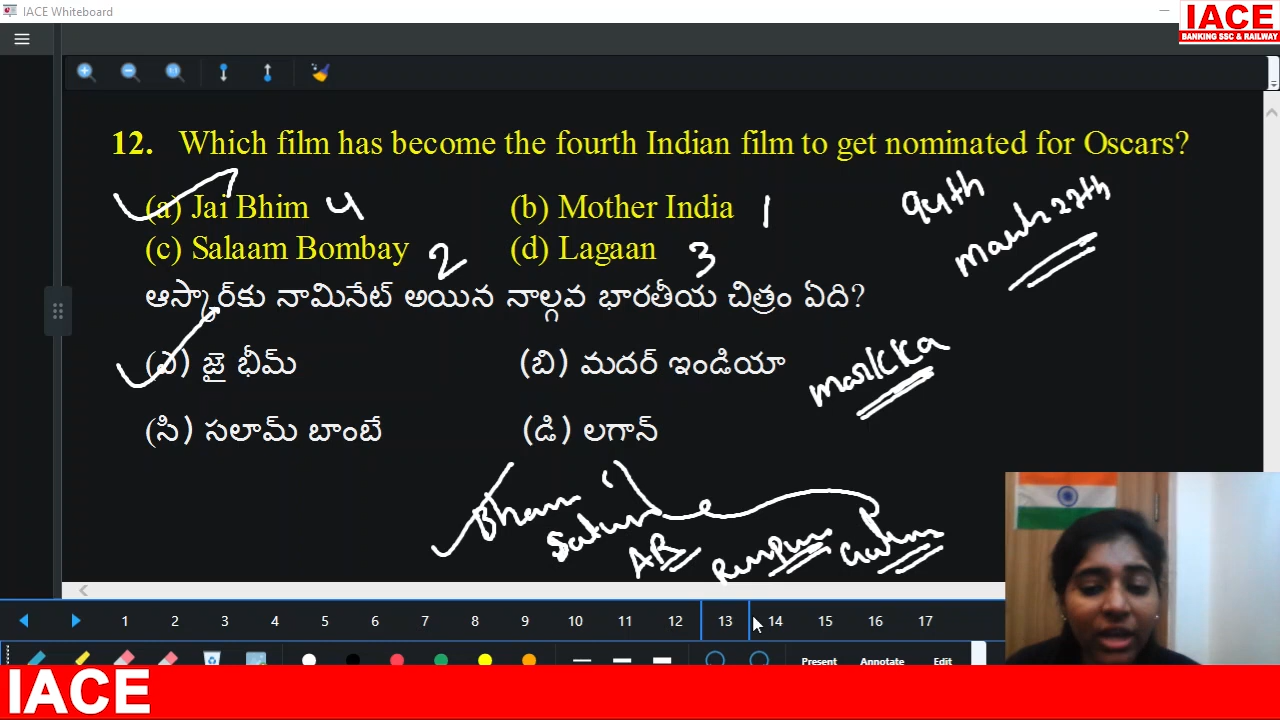 IACE Whiteboard
IACE
BANKING SSC & RAILWAY
12. Which film has become the fourth Indian film to get nominated for Oscars?
(a) Jai Bhim 4 (b) Mother India 1
(c) Salaam Bombay 2 (d) Lagaan 3
94th
March 27th
ఆస్కార్‌కు నామినేట్ అయిన నాల్గవ భారతీయ చిత్రం ఏది?
(ఎ) జై భీమ్ (బి) మదర్ ఇండియా
Marikka
(సి) సలామ్ బాంబే (డి) లగాన్
Bhanu
AR
1 2 3 4 5 6 7 8 9 10 11 12 13 14 15 16 17
Present Annotate Edit
IACE